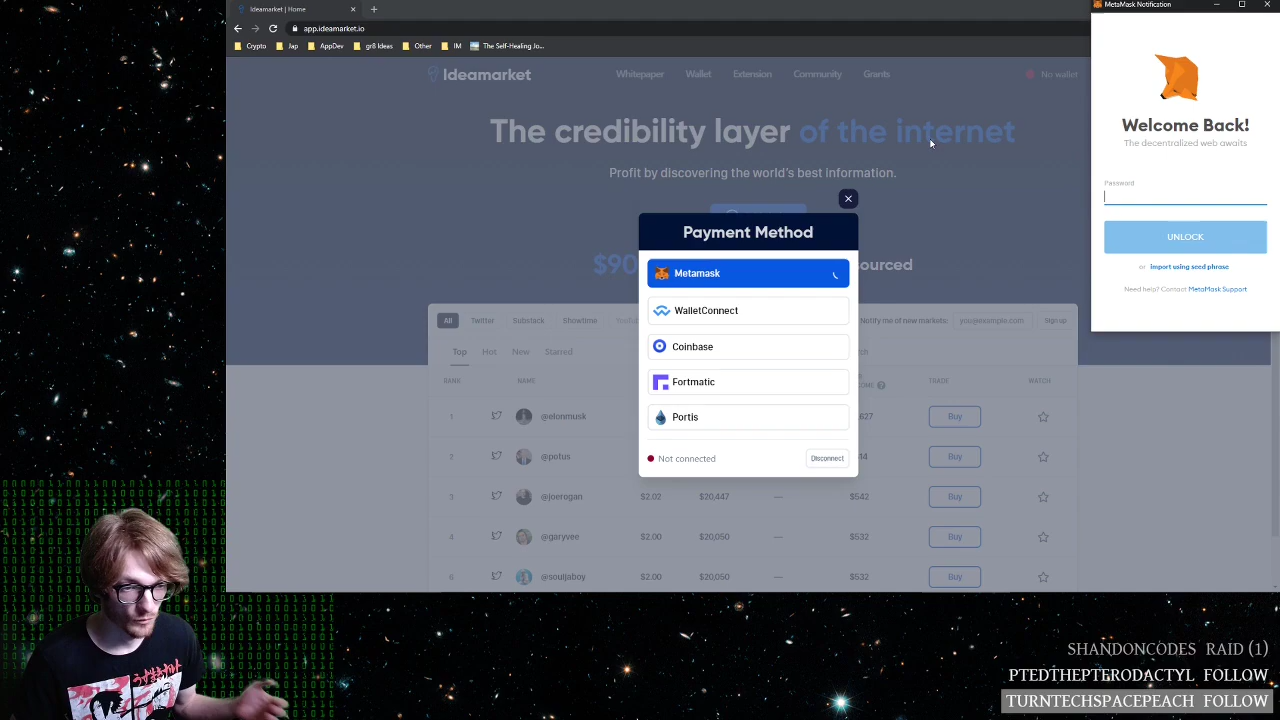 Ideamarket | Home
app.ideamarket.io
Crypto Jap AppDev gr8 Ideas Other IM The Self-Healing Jo...
Ideamarket
Whitepaper Wallet Extension Community Grants
No wallet
The credibility layer of the internet
Profit by discovering the world's best information.
$90 sourced
Payment Method
Metamask
WalletConnect
Coinbase
Fortmatic
Portis
Not connected
Disconnect
All Twitter Substack Showtime
Notify me of new markets: you@example.com Sign up
Top Hot New Starred
RANK NAME TRADE WATCH
1 @elonmusk Buy
2 @potus Buy
3 @joerogan $2.02 $20,447 — $542 Buy
4 @garyvee $2.00 $20,050 — $532 Buy
6 @souljaboy $2.00 $20,050 — $532 Buy
MetaMask Notification
Welcome Back!
The decentralized web awaits
Password
UNLOCK
or import using seed phrase
Need help? Contact MetaMask Support
SHANDONCODES RAID (1)
PTEDTHEPTERODACTYL FOLLOW
TURNTECHSPACEPEACH FOLLOW